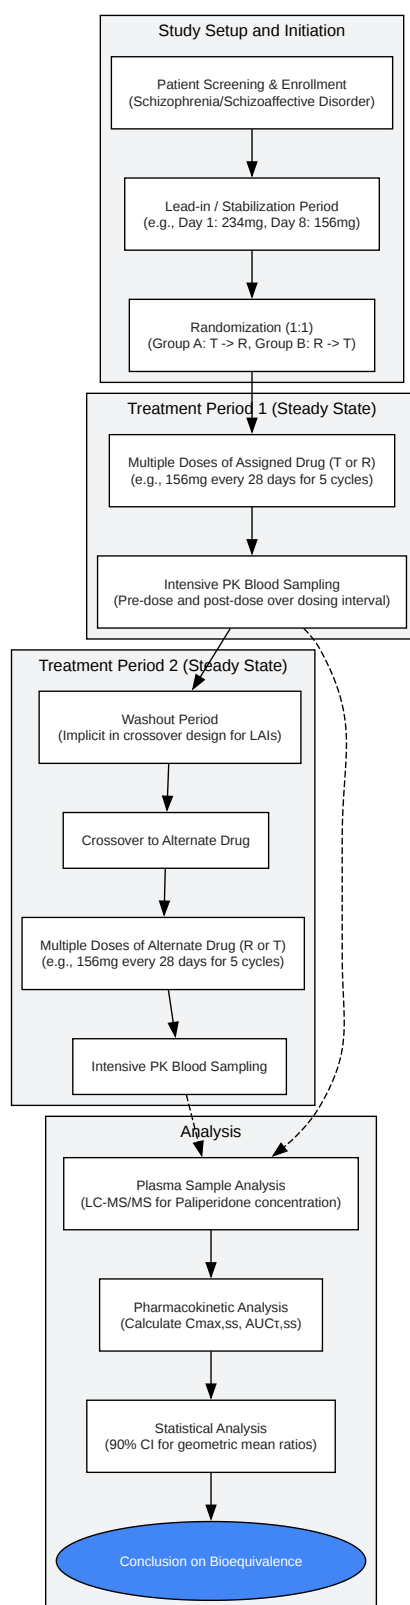 Study Setup and Initiation
Patient Screening & Enrollment
(Schizophrenia/Schizoaffective Disorder)
Lead-in / Stabilization Period
(e.g., Day 1: 234mg, Day 8: 156mg)
Randomization (1:1)
(Group A: T -> R, Group B: R -> T)
Treatment Period 1 (Steady State)
Multiple Doses of Assigned Drug (T or R)
(e.g., 156mg every 28 days for 5 cycles)
Intensive PK Blood Sampling
(Pre-dose and post-dose over dosing interval)
Treatment Period 2 (Steady State)
Washout Period
(Implicit in crossover design for LAIs)
Crossover to Alternate Drug
Multiple Doses of Alternate Drug (R or T)
(e.g., 156mg every 28 days for 5 cycles)
Intensive PK Blood Sampling
Analysis
Plasma Sample Analysis
(LC-MS/MS for Paliperidone concentration)
Pharmacokinetic Analysis
(Calculate Cmax,ss, AUCτ,ss)
Statistical Analysis
(90% CI for geometric mean ratios)
Conclusion on Bioequivalence